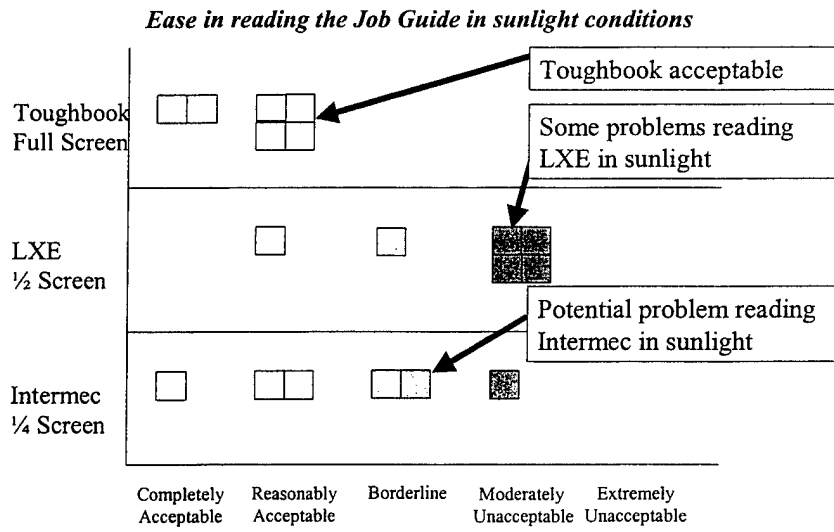 Ease in reading the Job Guide in sunlight conditions
Toughbook acceptable
Toughbook
Full Screen
Some problems reading
LXE in sunlight
LXE
½ Screen
Potential problem reading
Intermec in sunlight
Intermec
¼ Screen
Completely
Acceptable
Reasonably
Acceptable
Borderline
Moderately
Unacceptable
Extremely
Unacceptable